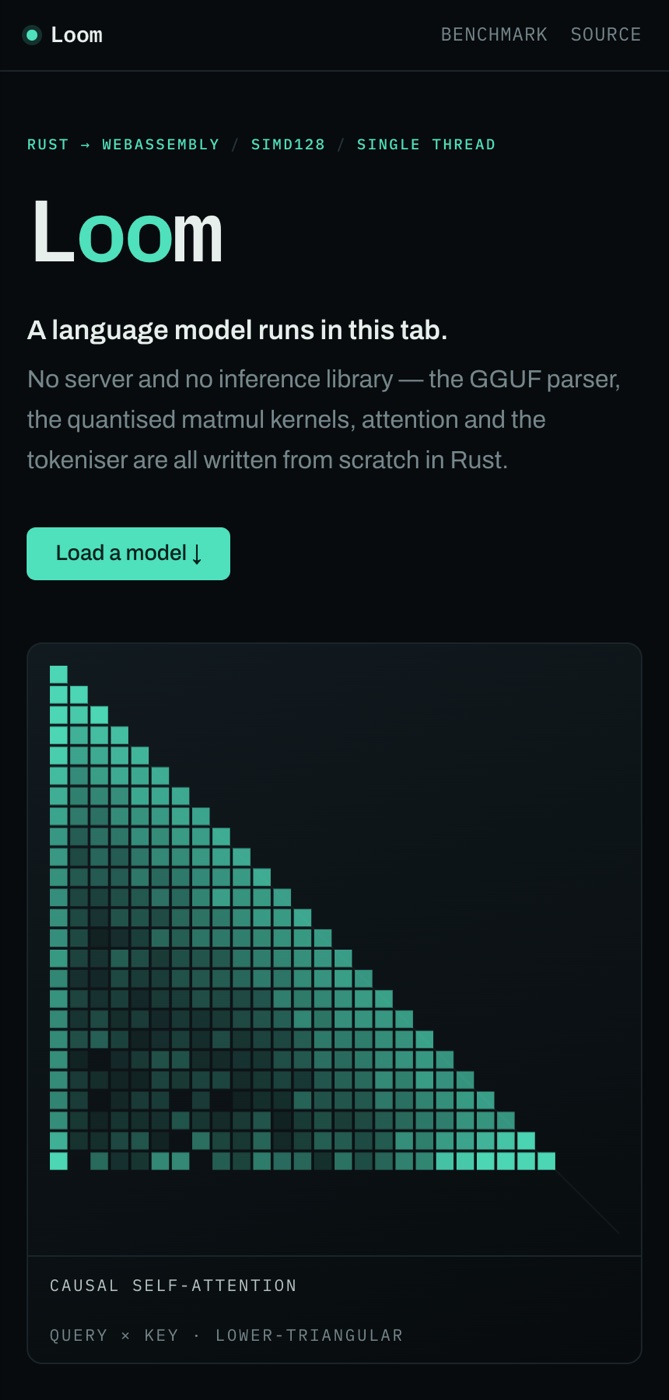 Loom
BENCHMARK SOURCE
RUST → WEBASSEMBLY / SIMD128 / SINGLE THREAD
Loom
A language model runs in this tab.
No server and no inference library — the GGUF parser,
the quantised matmul kernels, attention and the
tokeniser are all written from scratch in Rust.
Load a model ↓
CAUSAL SELF-ATTENTION
QUERY × KEY · LOWER-TRIANGULAR